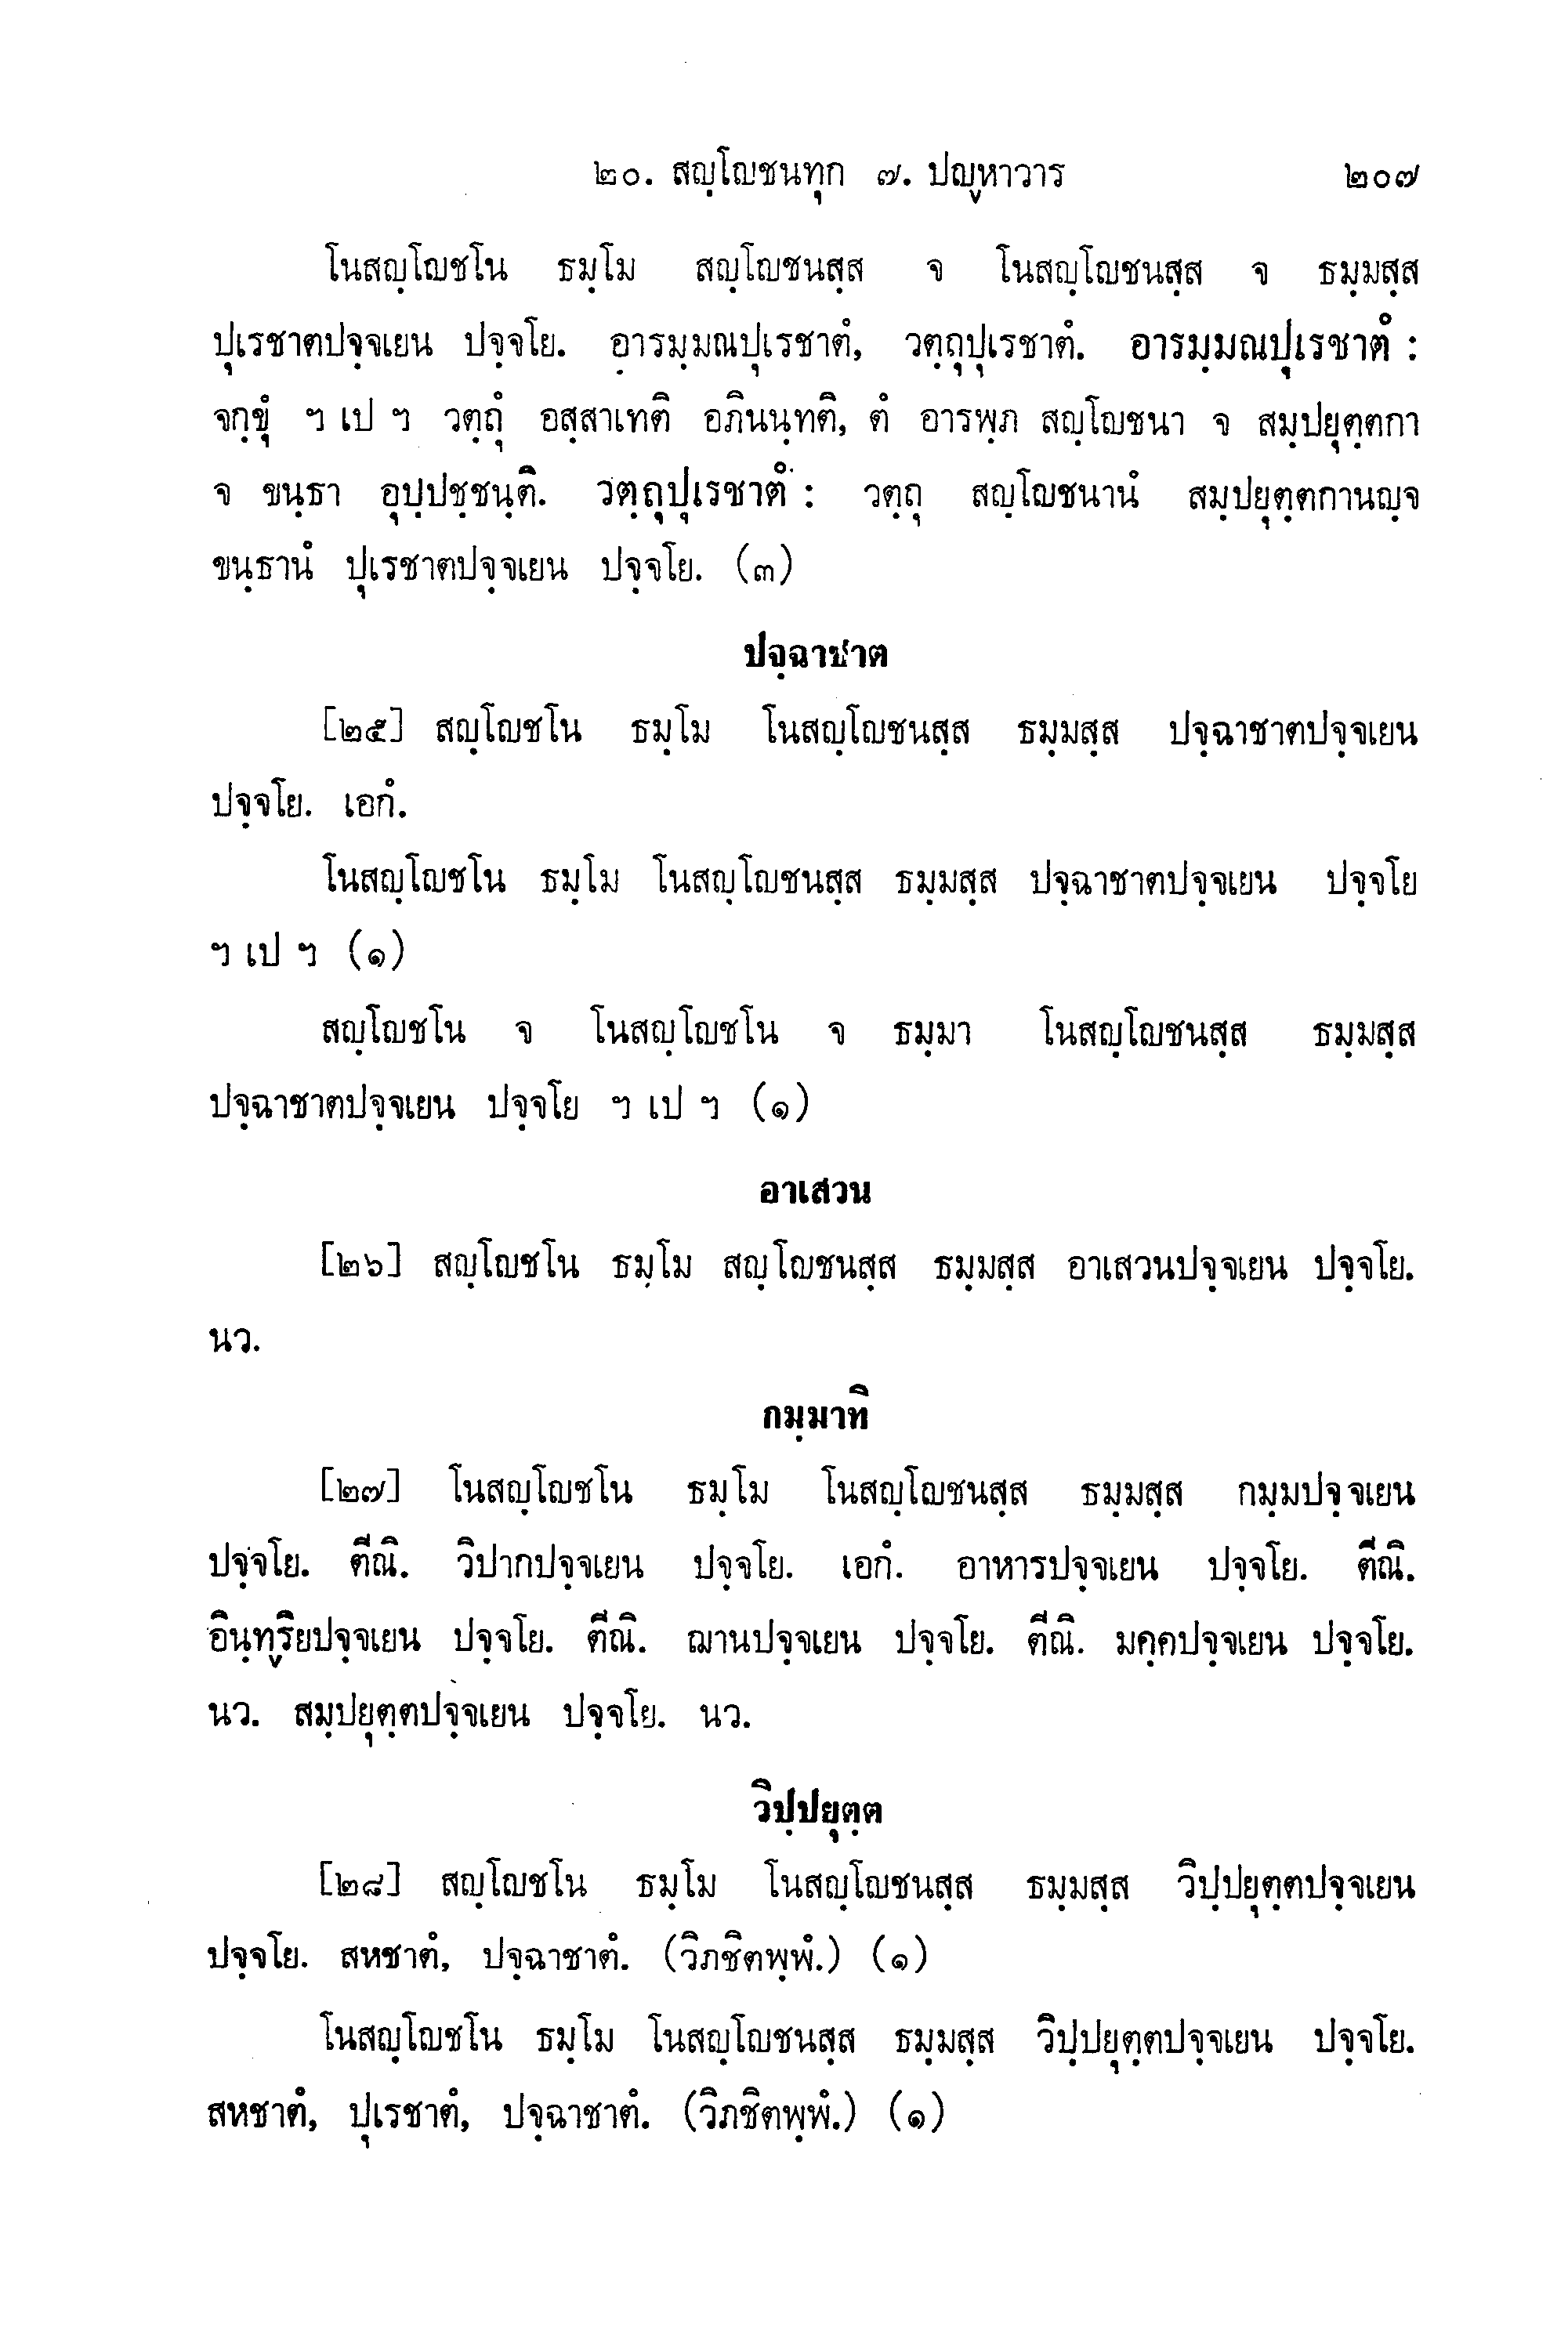 ๒๐. สญฺโญชนทุก ๗. ปญฺหาวาร ๒๐๗
โนสญฺโญชโน ธมฺโม สญฺโญชนสฺส จ โนสญฺโญชนสฺส จ ธมฺมสฺส
ปุเรชาตปจฺจเยน ปจฺจโย. อารมฺมณปุเรชาตํ, วตฺถุปุเรชาตํ. อารมฺมณปุเรชาตํ :
จกฺขุํ ฯ เป ฯ วตฺถุํ อสฺสาเทติ อภินนฺทติ, ตํ อารพฺภ สญฺโญชนา จ สมฺปยุตฺตกา
จ ขนฺธา อุปฺปชฺชนฺติ. วตฺถุปุเรชาตํ : วตฺถุ สญฺโญชนานํ สมฺปยุตฺตกานญฺจ
ขนฺธานํ ปุเรชาตปจฺจเยน ปจฺจโย. (๓)
ปจฺฉาชาต
[๒๕] สญฺโญชโน ธมฺโม โนสญฺโญชนสฺส ธมฺมสฺส ปจฺฉาชาตปจฺจเยน
ปจฺจโย. เอกํ.
โนสญฺโญชโน ธมฺโม โนสญฺโญชนสฺส ธมฺมสฺส ปจฺฉาชาตปจฺจเยน ปจฺจโย
ฯ เป ฯ (๑)
สญฺโญชโน จ โนสญฺโญชโน จ ธมฺมา โนสญฺโญชนสฺส ธมฺมสฺส
ปจฺฉาชาตปจฺจเยน ปจฺจโย ฯ เป ฯ (๑)
อาเสวน
[๒๖] สญฺโญชโน ธมฺโม สญฺโญชนสฺส ธมฺมสฺส อาเสวนปจฺจเยน ปจฺจโย.
นว.
กมฺมาทิ
[๒๗] โนสญฺโญชโน ธมฺโม โนสญฺโญชนสฺส ธมฺมสฺส กมฺมปจฺจเยน
ปจฺจโย. ตีณิ. วิปากปจฺจเยน ปจฺจโย. เอกํ. อาหารปจฺจเยน ปจฺจโย. ตีณิ.
อินฺทฺริยปจฺจเยน ปจฺจโย. ตีณิ. ฌานปจฺจเยน ปจฺจโย. ตีณิ. มคฺคปจฺจเยน ปจฺจโย.
นว. สมฺปยุตฺตปจฺจเยน ปจฺจโย. นว.
วิปฺปยุตฺต
[๒๘] สญฺโญชโน ธมฺโม โนสญฺโญชนสฺส ธมฺมสฺส วิปฺปยุตฺตปจฺจเยน
ปจฺจโย. สหชาตํ, ปจฺฉาชาตํ. (วิภชิตพฺพํ.) (๑)
โนสญฺโญชโน ธมฺโม โนสญฺโญชนสฺส ธมฺมสฺส วิปฺปยุตฺตปจฺจเยน ปจฺจโย.
สหชาตํ, ปุเรชาตํ, ปจฺฉาชาตํ. (วิภชิตพฺพํ.) (๑)